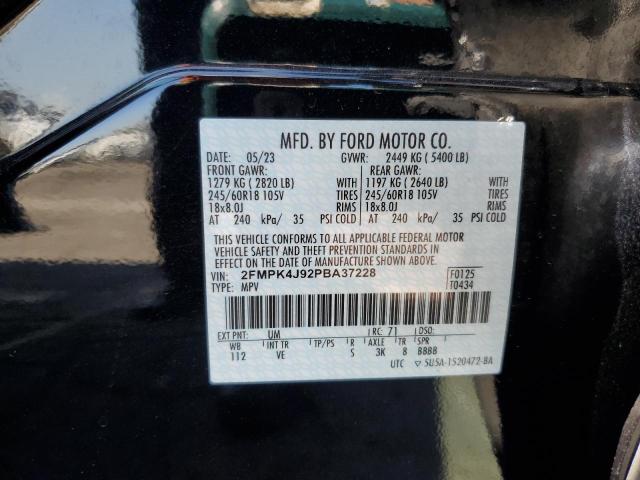 MFD. BY FORD MOTOR CO.
DATE: 05/23 GVWR: 2449 KG ( 5400 LB)
FRONT GAWR: REAR GAWR:
1279 KG ( 2820 LB) WITH 1197 KG ( 2640 LB) WITH
245/60R18 105V TIRES 245/60R18 105V TIRES
18x8.0J RIMS 18x8.0J RIMS
AT 240 kPa/ 35 PSI COLD AT 240 kPa/ 35 PSI COLD
THIS VEHICLE CONFORMS TO ALL APPLICABLE FEDERAL MOTOR
VEHICLE SAFETY AND THEFT PREVENTION STANDARDS IN
EFFECT ON THE DATE OF MANUFACTURE SHOWN ABOVE.
VIN: 2FMPK4J92PBA37228 F0125
TYPE: MPV T0434
EXT PNT: UM RC: 71 DSO:
WB INT TR TP/PS R AXLE TR SPR
112 VE S 3K 8 BBBB
UTC ▽ 5U5A-1520472-BA